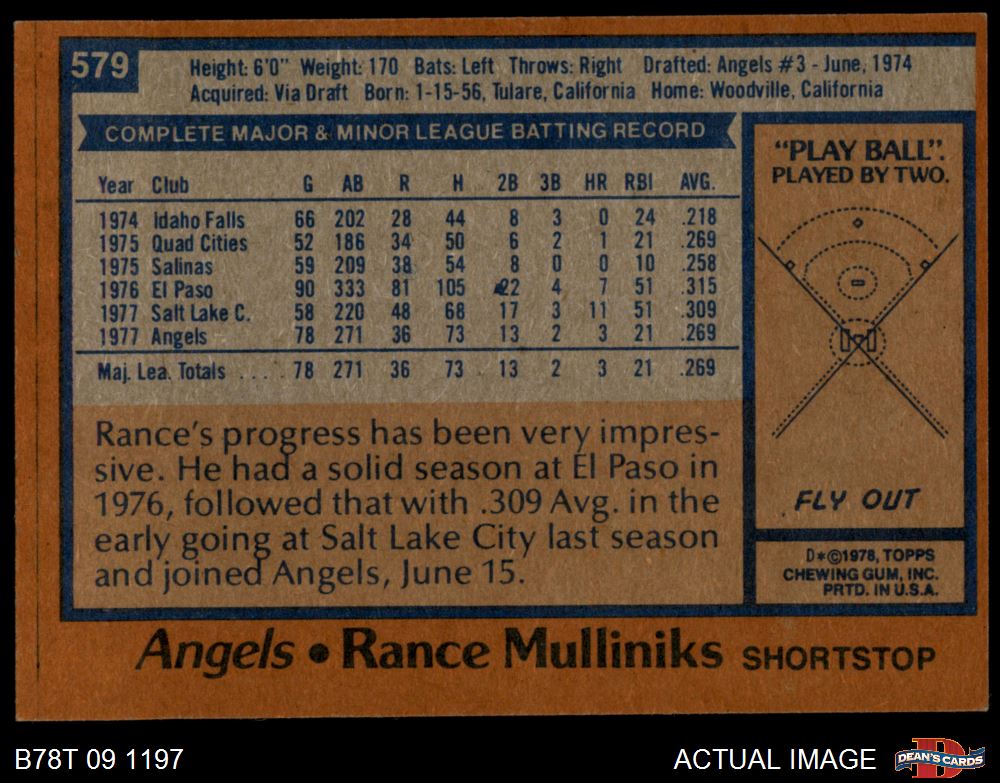 579
Height: 6'0" Weight: 170 Bats: Left Throws: Right Drafted: Angels #3 - June, 1974
Acquired: Via Draft Born: 1-15-56, Tulare, California Home: Woodville, California
COMPLETE MAJOR & MINOR LEAGUE BATTING RECORD
Year Club G AB R H 2B 3B HR RBI AVG.
1974 Idaho Falls 66 202 28 44 8 3 0 24 .218
1975 Quad Cities 52 186 34 50 6 2 1 21 .269
1975 Salinas 59 209 38 54 8 0 0 10 .258
1976 El Paso 90 333 81 105 22 4 7 51 .315
1977 Salt Lake C. 58 220 48 68 17 3 11 51 .309
1977 Angels 78 271 36 73 13 2 3 21 .269
Maj. Lea. Totals .... 78 271 36 73 13 2 3 21 .269
Rance's progress has been very impres-
sive. He had a solid season at El Paso in
1976, followed that with .309 Avg. in the
early going at Salt Lake City last season
and joined Angels, June 15.
"PLAY BALL".
PLAYED BY TWO.
FLY OUT
D*©1978, TOPPS
CHEWING GUM, INC.
PRTD. IN U.S.A.
Angels • Rance Mulliniks SHORTSTOP
B78T 09 1197
ACTUAL IMAGE
D
DEAN'S CARDS